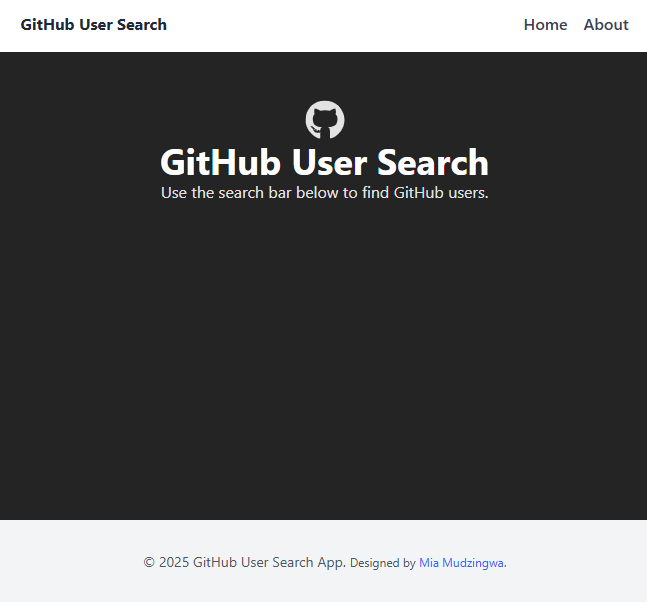 GitHub User Search
Home About
GitHub User Search
Use the search bar below to find GitHub users.
© 2025 GitHub User Search App. Designed by Mia Mudzingwa.